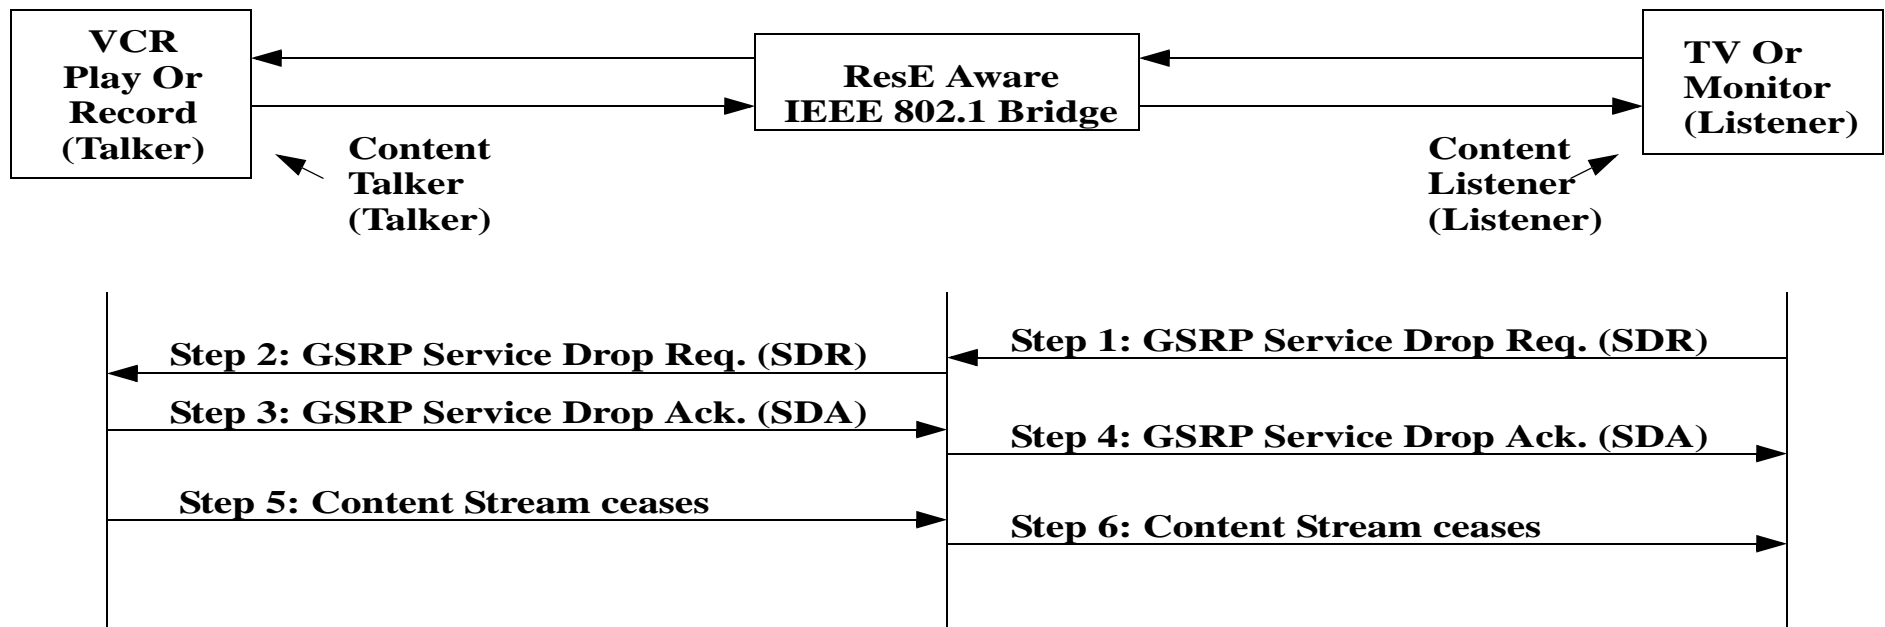 VCR
Play Or
Record
(Talker)
ResE Aware
IEEE 802.1 Bridge
TV Or
Monitor
(Listener)
Content
Talker
(Talker)
Content
Listener
(Listener)
Step 1: GSRP Service Drop Req. (SDR)
Step 2: GSRP Service Drop Req. (SDR)
Step 3: GSRP Service Drop Ack. (SDA)
Step 4: GSRP Service Drop Ack. (SDA)
Step 5: Content Stream ceases
Step 6: Content Stream ceases